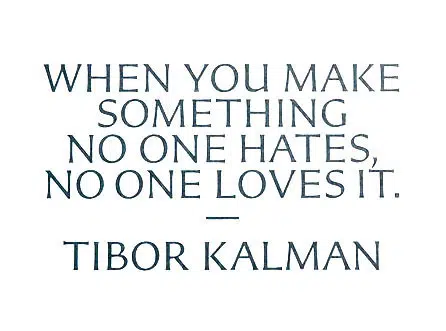 WHEN YOU MAKE
SOMETHING
NO ONE HATES,
NO ONE LOVES IT.
—
TIBOR KALMAN